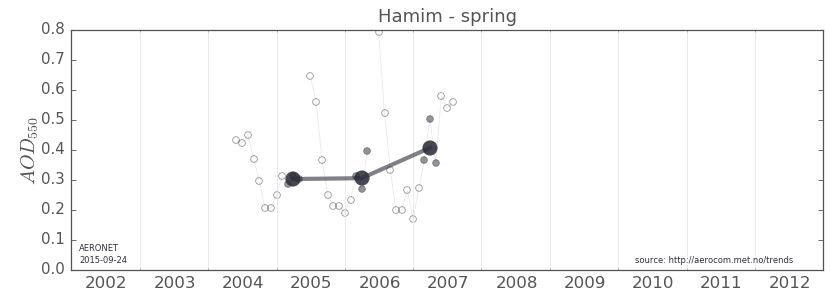 Hamim - spring
0.8
0.7
0.6
0.5
0.4
0.3
0.2
0.1
0.0
AOD550
AERONET
2015-09-24
source: http://aerocom.met.no/trends
2002 2003 2004 2005 2006 2007 2008 2009 2010 2011 2012